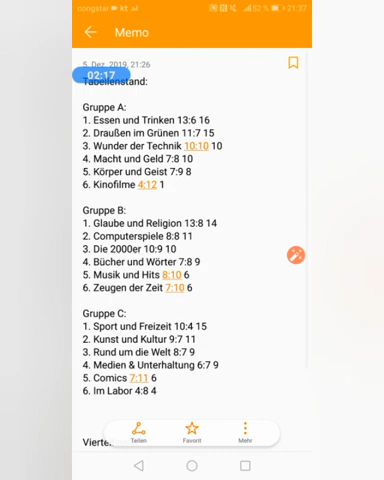 congstar kt 52 % 21:37
Memo
5. Dez. 2019, 21:26
02:17
Tabellenstand:
Gruppe A:
1. Essen und Trinken 13:6 16
2. Draußen im Grünen 11:7 15
3. Wunder der Technik 10:10 10
4. Macht und Geld 7:8 10
5. Körper und Geist 7:9 8
6. Kinofilme 4:12 1
Gruppe B:
1. Glaube und Religion 13:8 14
2. Computerspiele 8:8 11
3. Die 2000er 10:9 10
4. Bücher und Wörter 7:8 9
5. Musik und Hits 8:10 6
6. Zeugen der Zeit 7:10 6
Gruppe C:
1. Sport und Freizeit 10:4 15
2. Kunst und Kultur 9:7 11
3. Rund um die Welt 8:7 9
4. Medien & Unterhaltung 6:7 9
5. Comics 7:11 6
6. Im Labor 4:8 4
Teilen Favorit Mehr